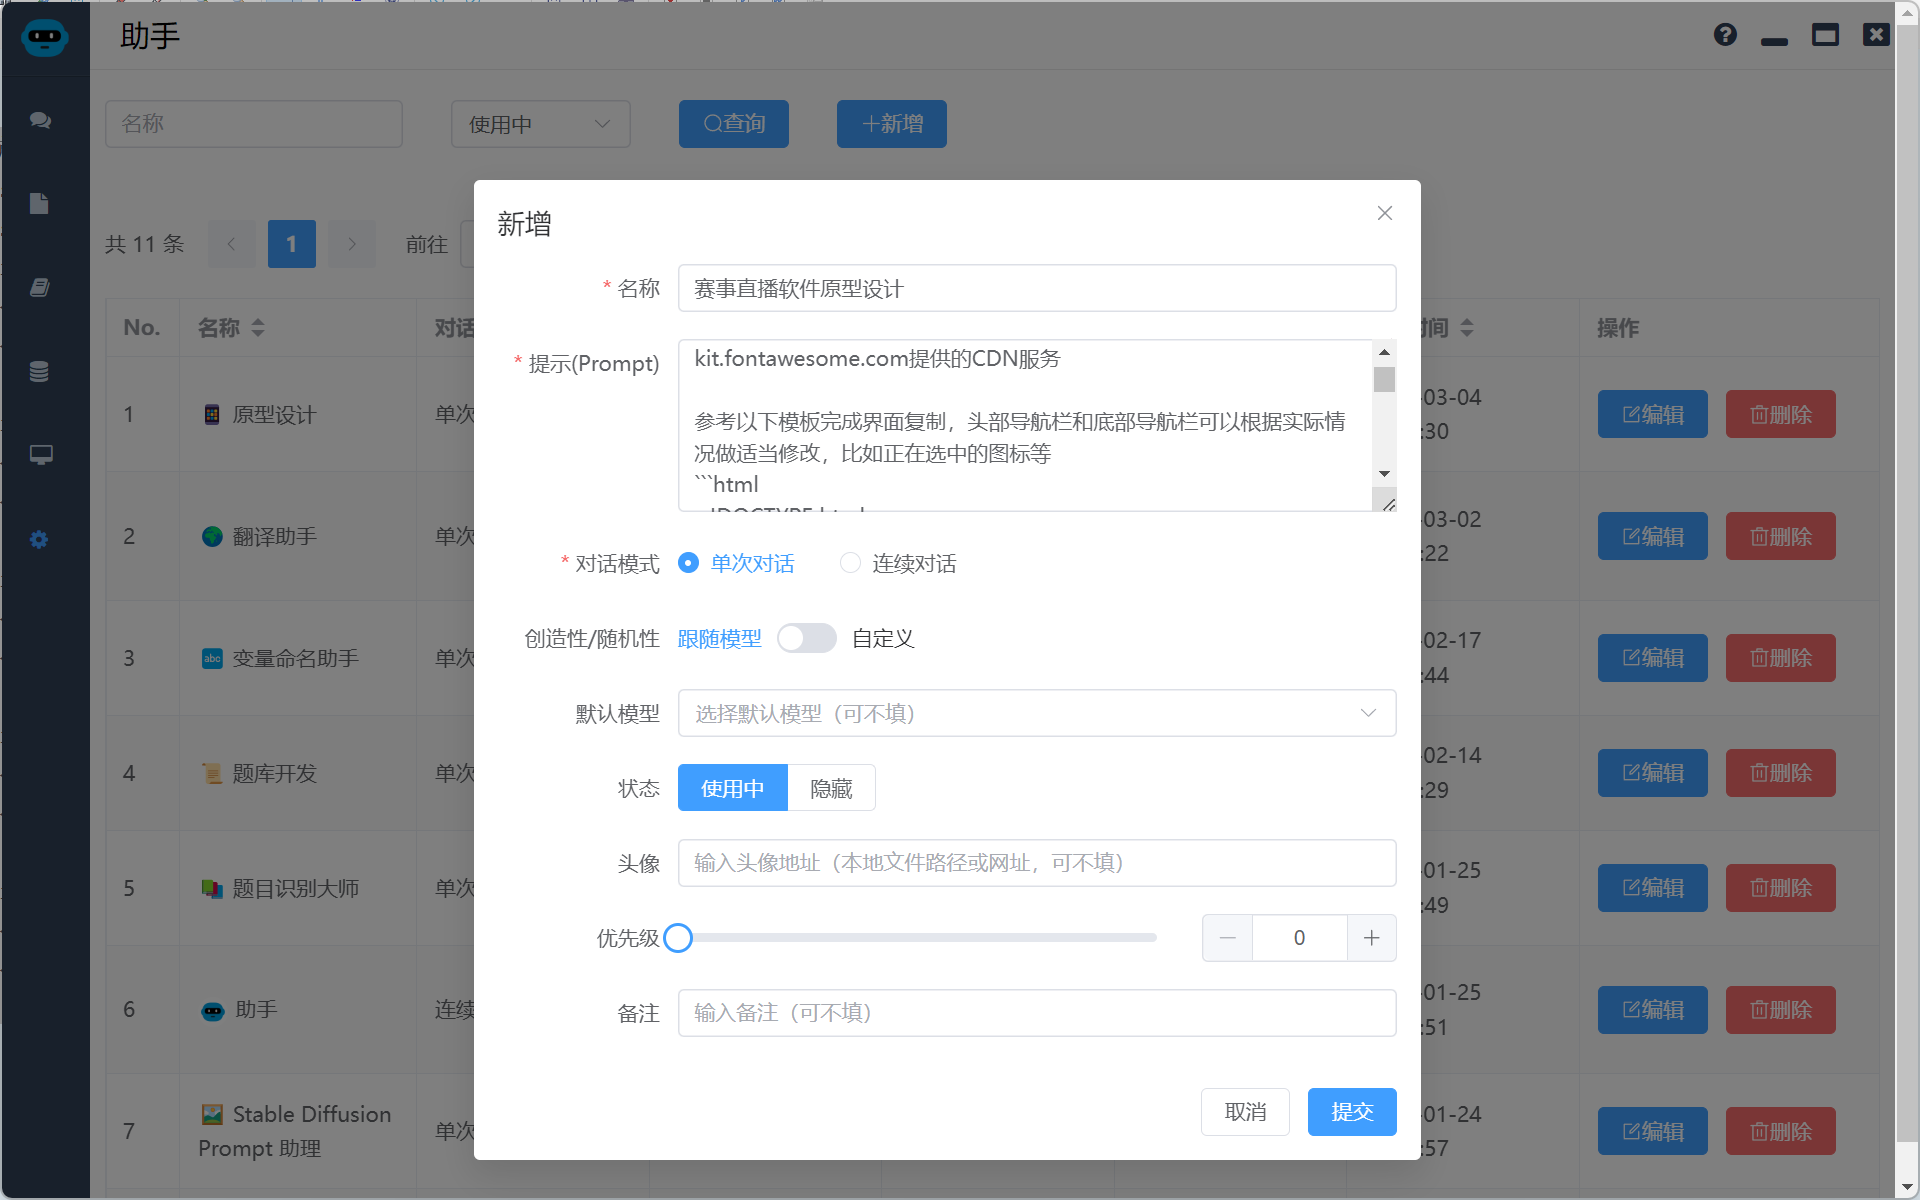 助手
名称
使用中
查询
新增
共 11 条
1
前往
No.
名称
对话
时间
操作
1
原型设计
单次
-03-04
:30
编辑
删除
2
翻译助手
单次
-03-02
:22
编辑
删除
3
abc
变量命名助手
单次
-02-17
:44
编辑
删除
4
题库开发
单次
-02-14
:29
编辑
删除
5
题目识别大师
单次
-01-25
:49
编辑
删除
6
助手
连续
-01-25
:51
编辑
删除
7
Stable Diffusion
Prompt 助理
单次
-01-24
:57
编辑
删除
新增
* 名称
赛事直播软件原型设计
* 提示(Prompt)
kit.fontawesome.com提供的CDN服务
参考以下模板完成界面复制，头部导航栏和底部导航栏可以根据实际情
况做适当修改，比如正在选中的图标等
```html
* 对话模式
单次对话
连续对话
创造性/随机性
跟随模型
自定义
默认模型
选择默认模型（可不填）
状态
使用中
隐藏
头像
输入头像地址（本地文件路径或网址，可不填）
优先级
0
备注
输入备注（可不填）
取消
提交